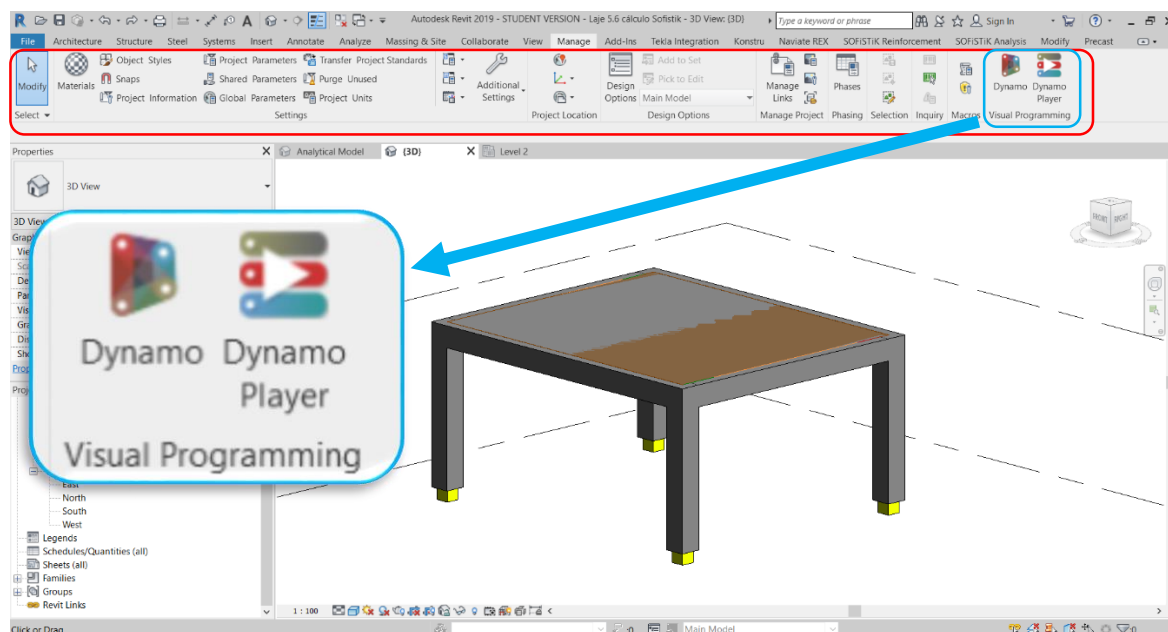 Autodesk Revit 2019 - STUDENT VERSION - Laje 5.6 cálculo Sofistik - 3D View: {3D}
Type a keyword or phrase
Sign In
File Architecture Structure Steel Systems Insert Annotate Analyze Massing & Site Collaborate View Manage Add-Ins Tekla Integration Konstru Naviate REX SOFiSTiK Reinforcement SOFiSTiK Analysis Modify Precast
Modify
Materials
Object Styles
Snaps
Project Information
Project Parameters
Shared Parameters
Global Parameters
Transfer Project Standards
Purge Unused
Project Units
Additional
Settings
Design
Options
Add to Set
Pick to Edit
Main Model
Manage
Links
Phases
Dynamo
Dynamo
Player
Select
Settings
Project Location
Design Options
Manage Project
Phasing
Selection
Inquiry
Macros
Visual Programming
Properties
Analytical Model
{3D}
Level 2
3D View
FRONT
RIGHT
Dynamo
Dynamo
Player
Visual Programming
East
North
South
West
Legends
Schedules/Quantities (all)
Sheets (all)
Families
Groups
Revit Links
1 : 100
Click or Drag
:0
Main Model
:0